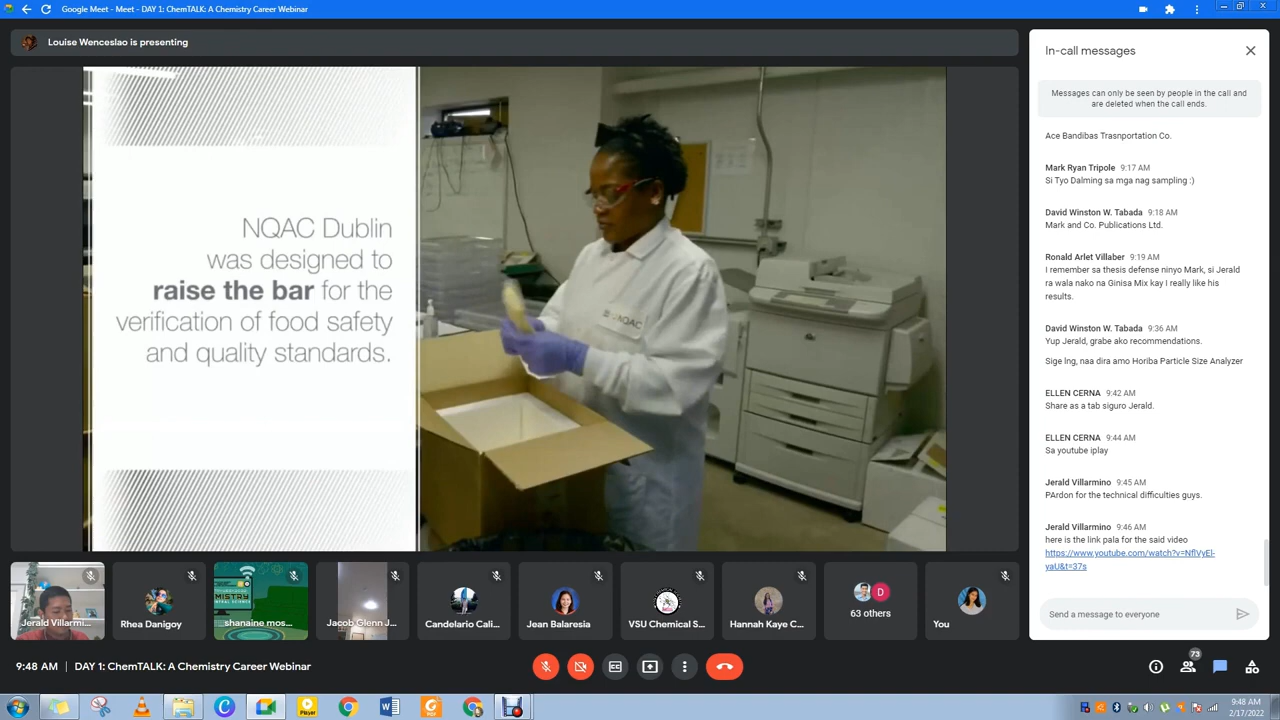 Google Meet - Meet - DAY 1: ChemTALK: A Chemistry Career Webinar
Louise Wenceslao is presenting
NQAC Dublin
was designed to
raise the bar for the
verification of food safety
and quality standards.
NQAC
In-call messages
Messages can only be seen by people in the call and
are deleted when the call ends.
Ace Bandibas Trasnportation Co.
Mark Ryan Tripole 9:17 AM
Si Tyo Dalming sa mga nag sampling :)
David Winston W. Tabada 9:18 AM
Mark and Co. Publications Ltd.
Ronald Arlet Villaber 9:19 AM
I remember sa thesis defense ninyo Mark, si Jerald
ra wala nako na Ginisa Mix kay I really like his
results.
David Winston W. Tabada 9:36 AM
Yup Jerald, grabe ako recommendations.
Sige lng, naa dira amo Horiba Particle Size Analyzer
ELLEN CERNA 9:42 AM
Share as a tab siguro Jerald.
ELLEN CERNA 9:44 AM
Sa youtube iplay
Jerald Villarmino 9:45 AM
PArdon for the technical difficulties guys.
Jerald Villarmino 9:46 AM
here is the link pala for the said video
https://www.youtube.com/watch?v=NflVyEl-
yaU&t=37s
Send a message to everyone
Jerald Villarmi...
Rhea Danigoy
shanaine mos...
Jacob Glenn J...
Candelario Cali...
Jean Balaresia
VSU Chemical S...
Hannah Kaye C...
D
63 others
You
9:48 AM | DAY 1: ChemTALK: A Chemistry Career Webinar
73
Player
9:48 AM
2/17/2022